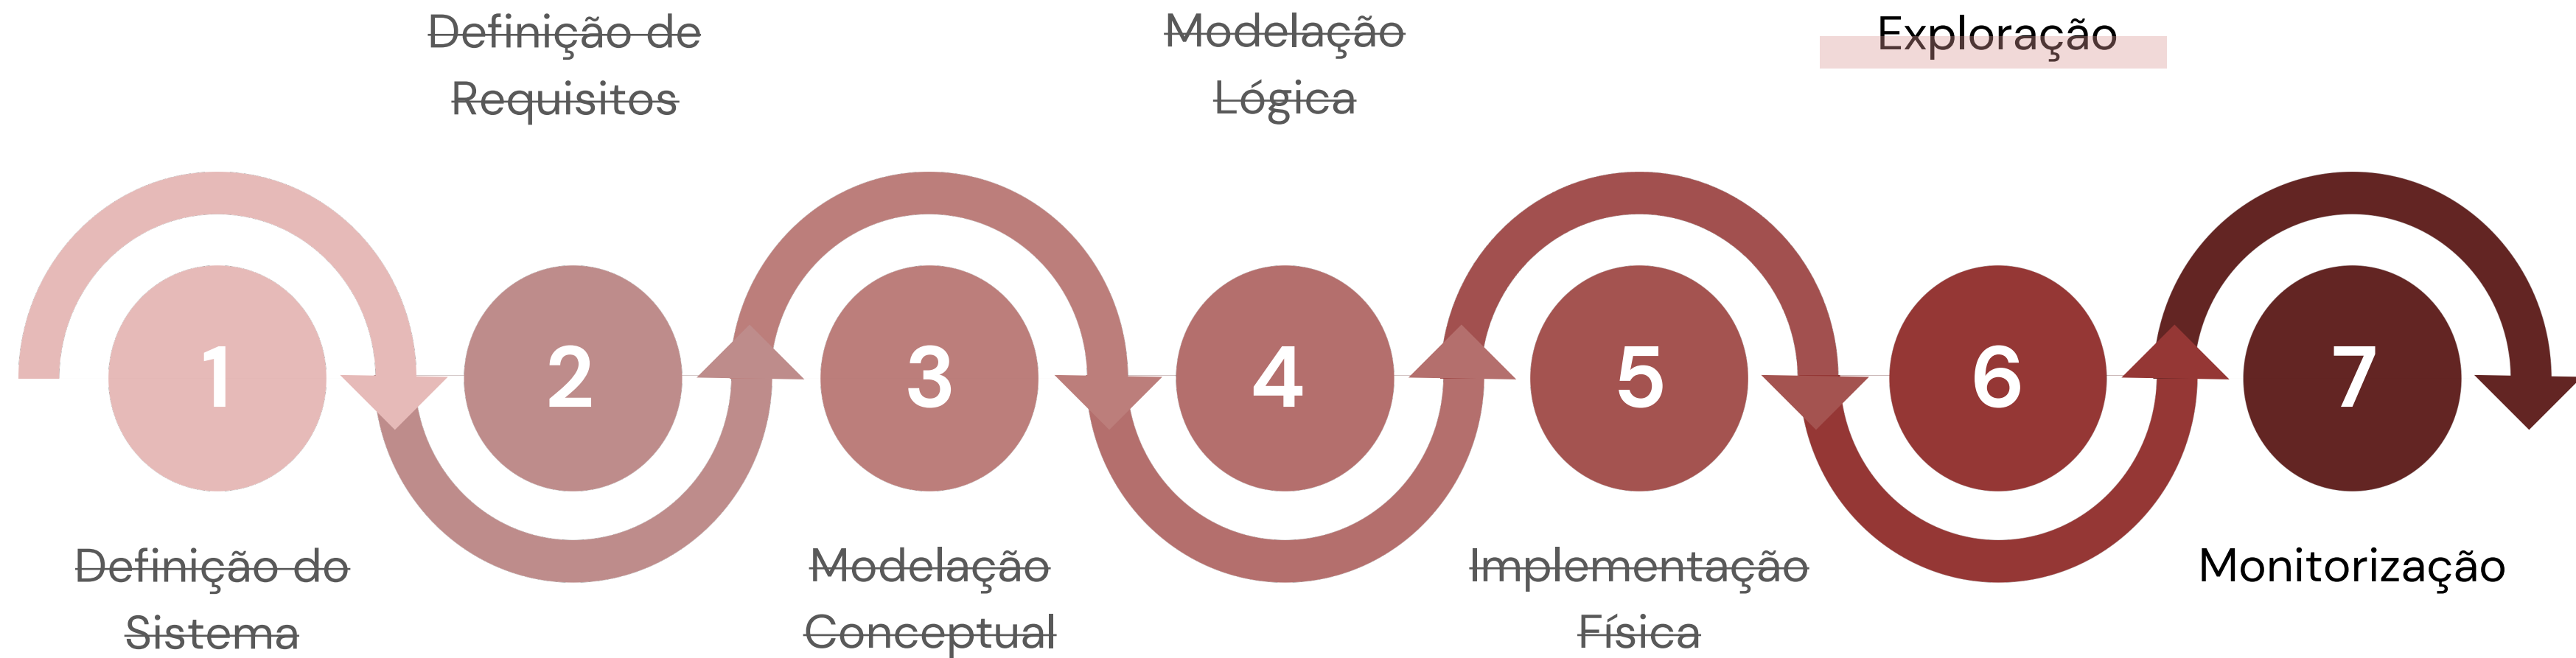 Definição de
Requisitos
Modelação
Lógica
Exploração
1
2
3
4
5
6
7
Definição do
Sistema
Modelação
Conceptual
Implementação
Física
Monitorização